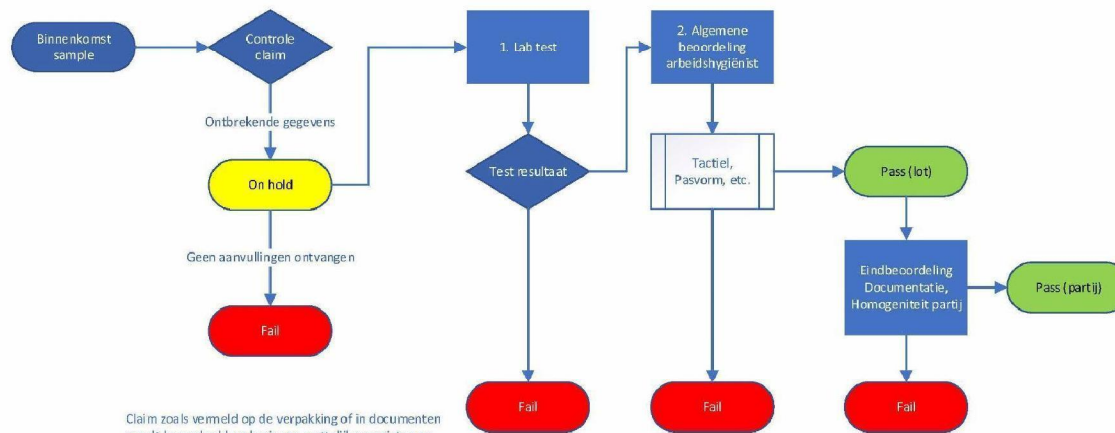 Binnenkomst
sample
Controle
claim
1. Lab test
2. Algemene
beoordeling
arbeidshygiënist
Ontbrekende gegevens
On hold
Test resultaat
Tactiel,
Pasvorm, etc.
Pass (lot)
Geen aanvullingen ontvangen
Eindbeoordeling
Documentatie,
Homogeniteit partij
Pass (partij)
Fail
Fail
Fail
Fail
Claim zoals vermeld op de verpakking of in documenten